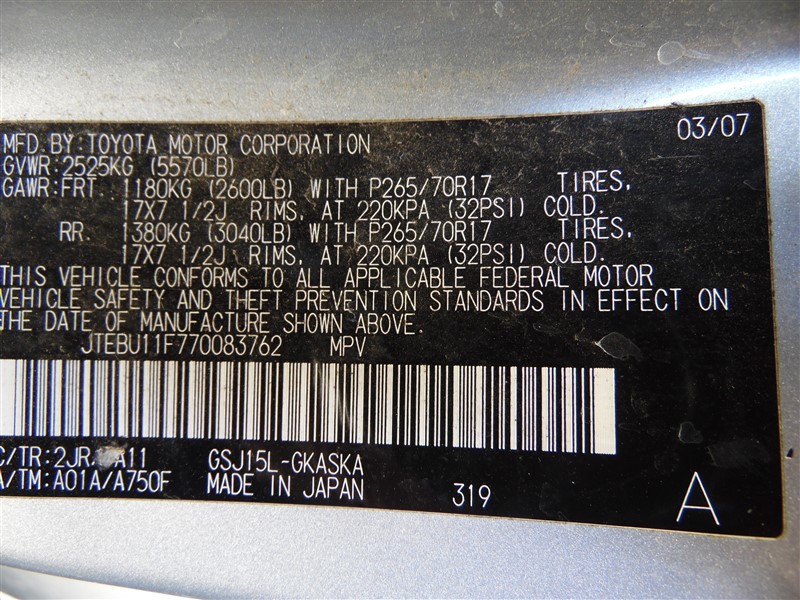 03/07
MFD.BY:TOYOTA MOTOR CORPORATION
GVWR:2525KG (5570LB)
GAWR:FRT. 1180KG (2600LB) WITH P265/70R17 TIRES,
17X7 1/2J RIMS, AT 220KPA (32PSI) COLD.
RR. 1380KG (3040LB) WITH P265/70R17 TIRES,
17X7 1/2J RIMS, AT 220KPA (32PSI) COLD.
THIS VEHICLE CONFORMS TO ALL APPLICABLE FEDERAL MOTOR
VEHICLE SAFETY AND THEFT PREVENTION STANDARDS IN EFFECT ON
THE DATE OF MANUFACTURE SHOWN ABOVE.
JTEBU11F770083762 MPV
C/TR:2JR/ A11 GSJ15L-GKASKA
A/TM:A01A/A750F MADE IN JAPAN 319 A